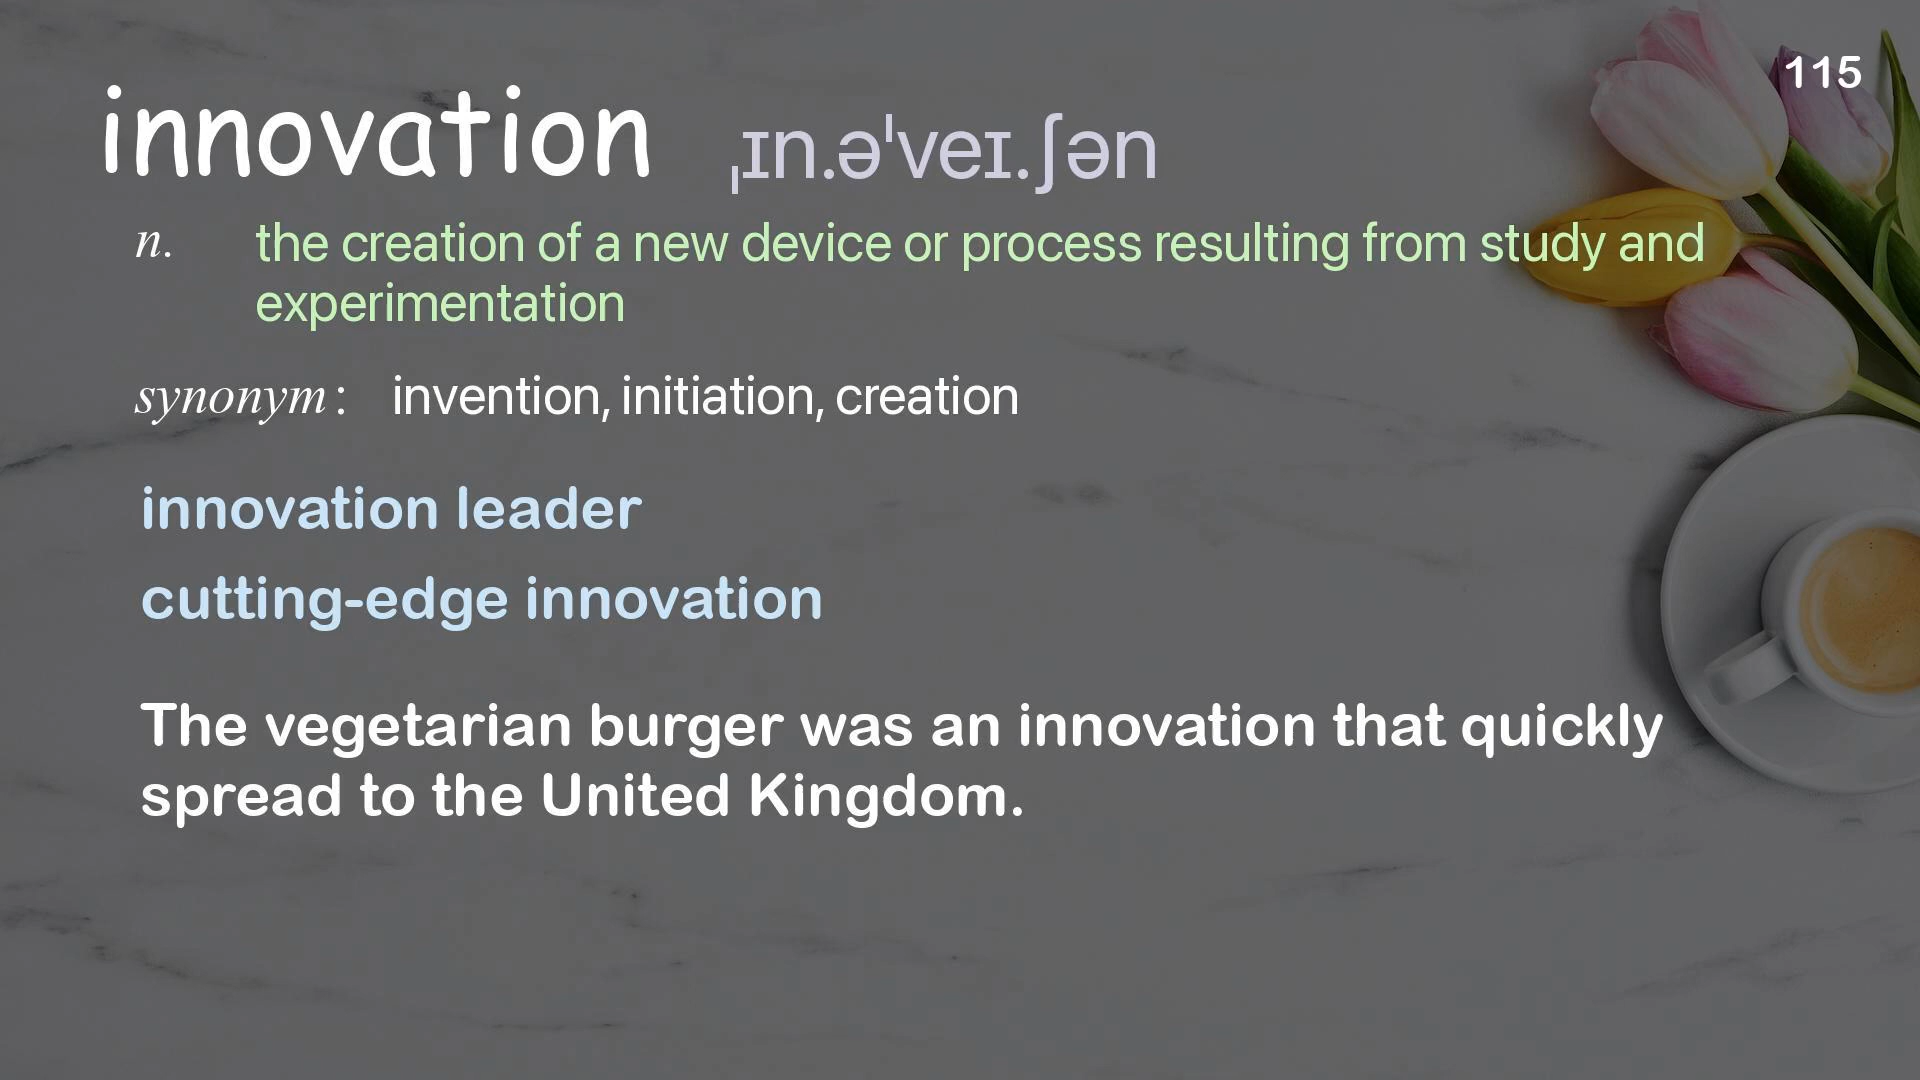 115
innovation ˌɪn.əˈveɪ.ʃən
n. the creation of a new device or process resulting from study and
experimentation
synonym: invention, initiation, creation
innovation leader
cutting-edge innovation
The vegetarian burger was an innovation that quickly
spread to the United Kingdom.